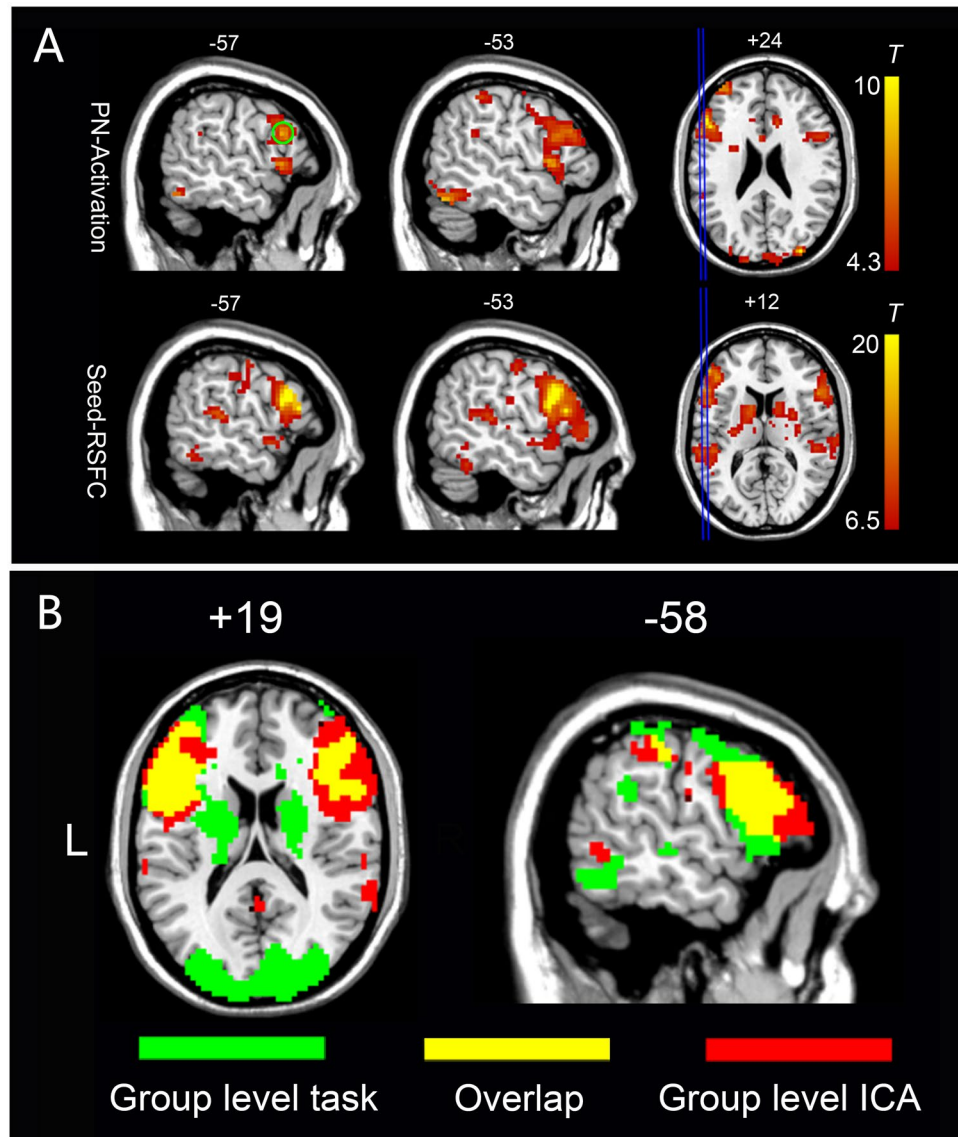 A
-57
-53
+24
T
10
4.3
PN-Activation
-57
-53
+12
T
20
6.5
Seed-RSFC
B
+19
-58
L
Group level task
Overlap
Group level ICA